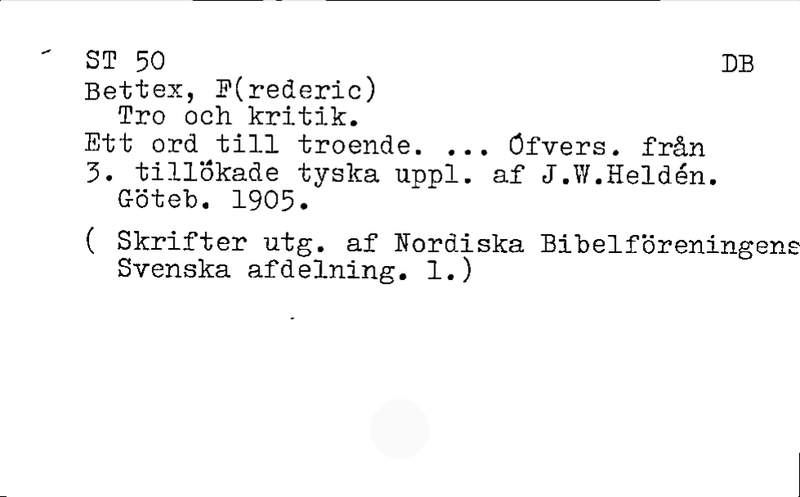 ST 50 DB
Bettex, F(rederic)
Tro och kritik.
Ett ord till troende. ... Öfvers. från
3. tillökade tyska uppl. af J.W.Heldén.
Göteb. 1905.
( Skrifter utg. af Nordiska Bibelföreningens
Svenska afdelning. 1.)